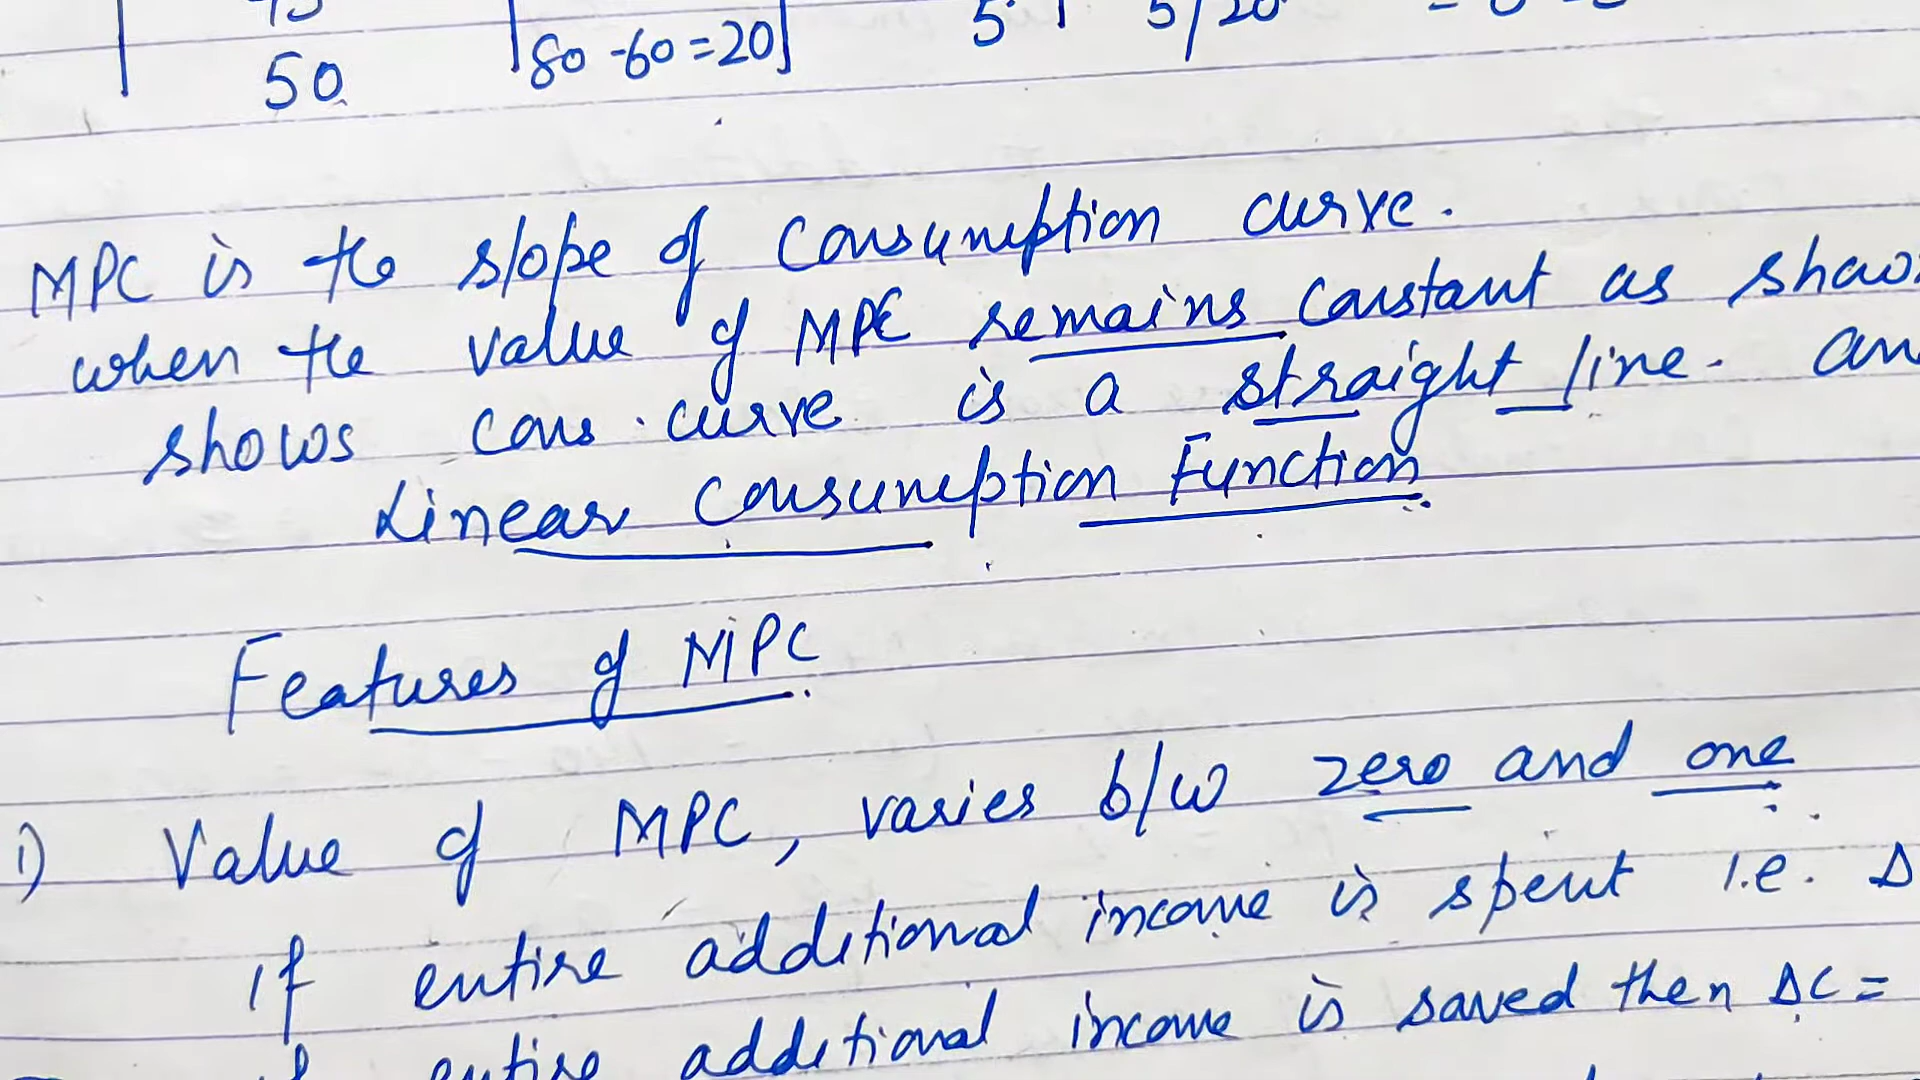 50 80-60=20 5 5/20
MPC is the slope of Consumption curve.
when the value of MPC remains constant as show
shows cons. curve is a straight line. an
Linear Consumption Function
Features of MPC
1) Value of MPC, varies b/w zero and one
If entire additional income is spent i.e. Δ
entire additional income is saved then ΔC =